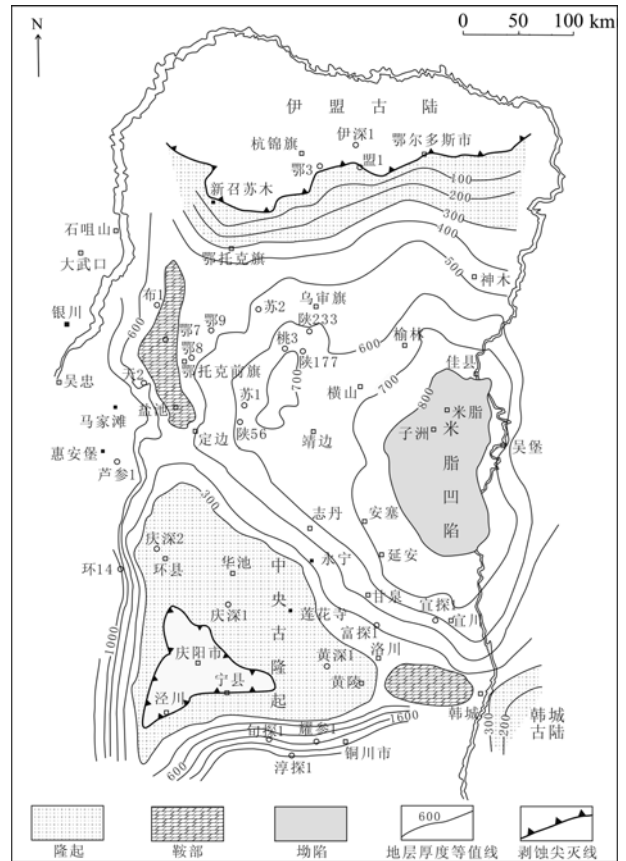 N
0 50 100 km
伊盟古陆
伊深1
杭锦旗
鄂尔多斯市
鄂3
盟1
100
新召苏木
200
300
石咀山
400
鄂托克旗
大武口
500
神木
布1
乌审旗
苏2
银川
600
鄂9
陕233
鄂7
600
榆林
桃3
鄂8
陕177
佳县
700
700
吴忠
天2
鄂托克前旗
横山
800
苏1
米脂
马家滩
盐池
陕56
子洲
定边
靖边
吴堡
惠安堡
米脂凹陷
芦参1
300
志丹
安塞
庆深2
永宁
延安
环14
环县
华池
中央古隆起
甘泉
宜探1
宜川
庆深1
莲花寺
富探1
1000
洛川
庆阳市
黄深1
宁县
黄陵
泾川
韩城
300
200
韩城古陆
旬探1
耀参1
1600
600
铜川市
淳探1
600
隆起
鞍部
坳陷
地层厚度等值线
剥蚀尖灭线